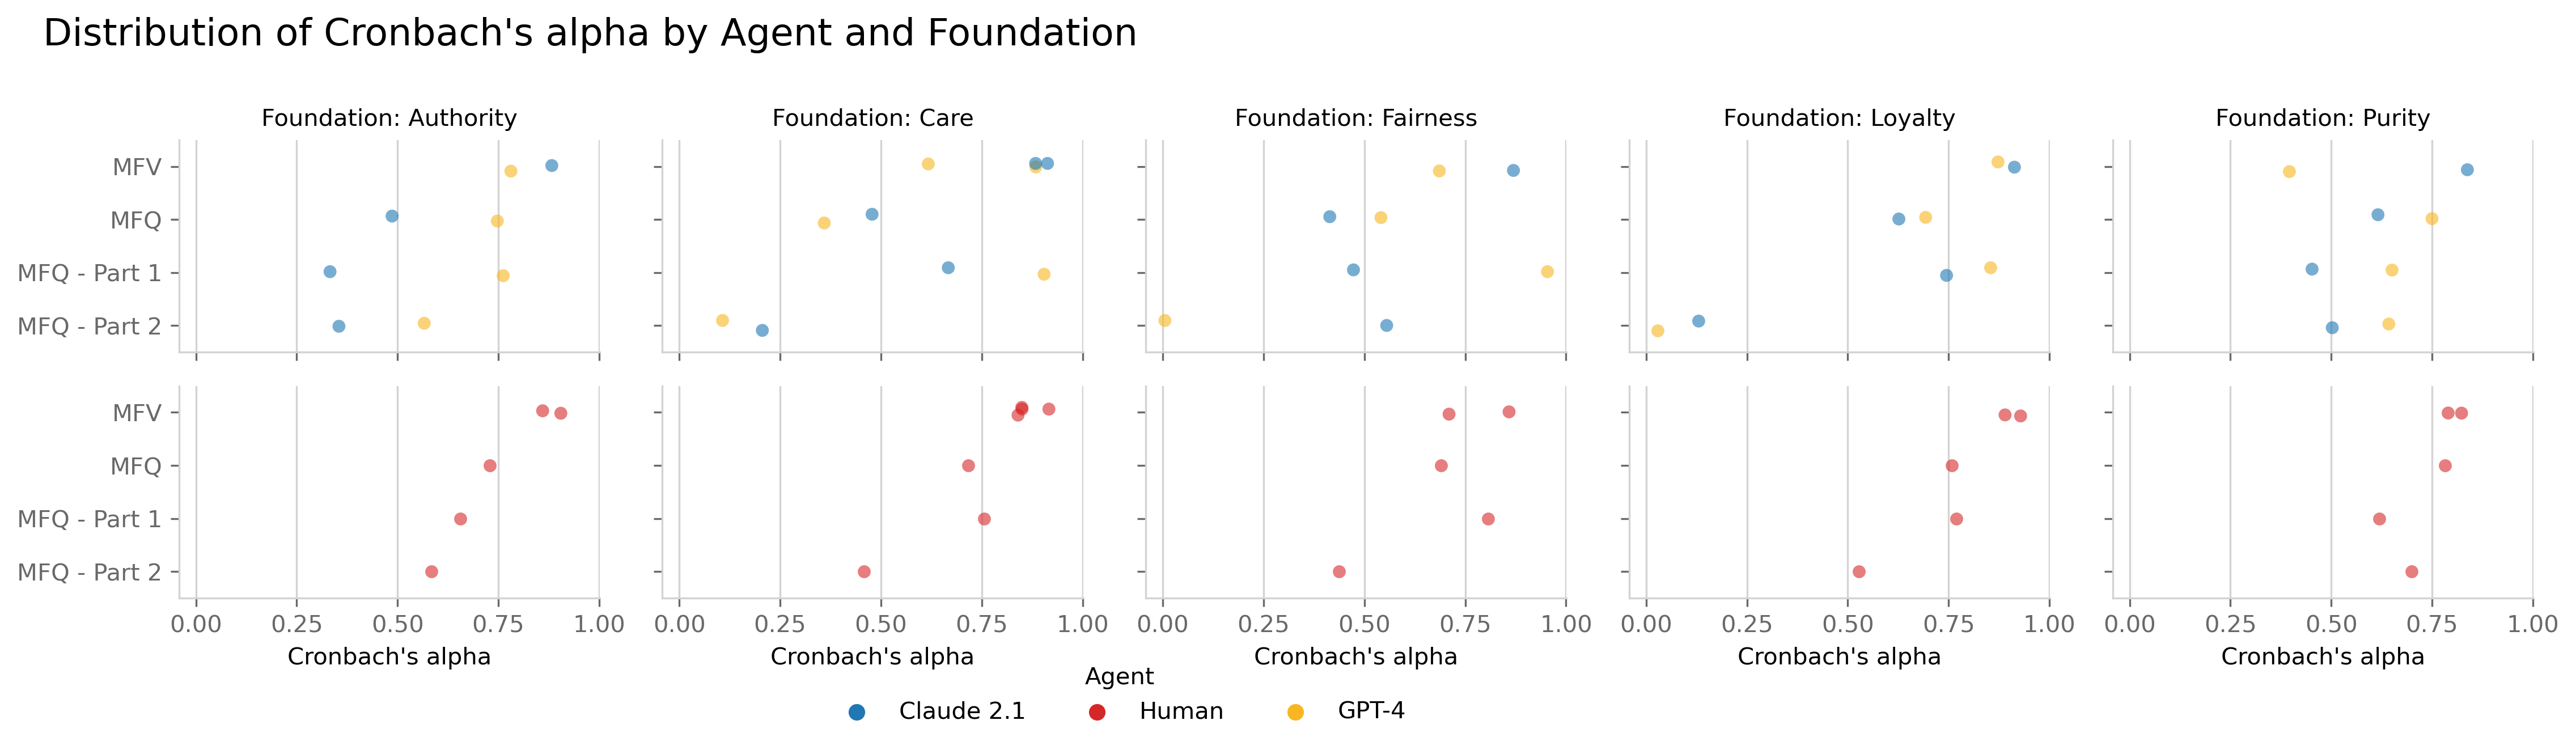 Distribution of Cronbach's alpha by Agent and Foundation
Foundation: Authority
Foundation: Care
Foundation: Fairness
Foundation: Loyalty
Foundation: Purity
MFV
MFQ
MFQ - Part 1
MFQ - Part 2
MFV
MFQ
MFQ - Part 1
MFQ - Part 2
0.00 0.25 0.50 0.75 1.00
0.00 0.25 0.50 0.75 1.00
0.00 0.25 0.50 0.75 1.00
0.00 0.25 0.50 0.75 1.00
0.00 0.25 0.50 0.75 1.00
Cronbach's alpha
Cronbach's alpha
Cronbach's alpha
Cronbach's alpha
Cronbach's alpha
Agent
Claude 2.1
Human
GPT-4